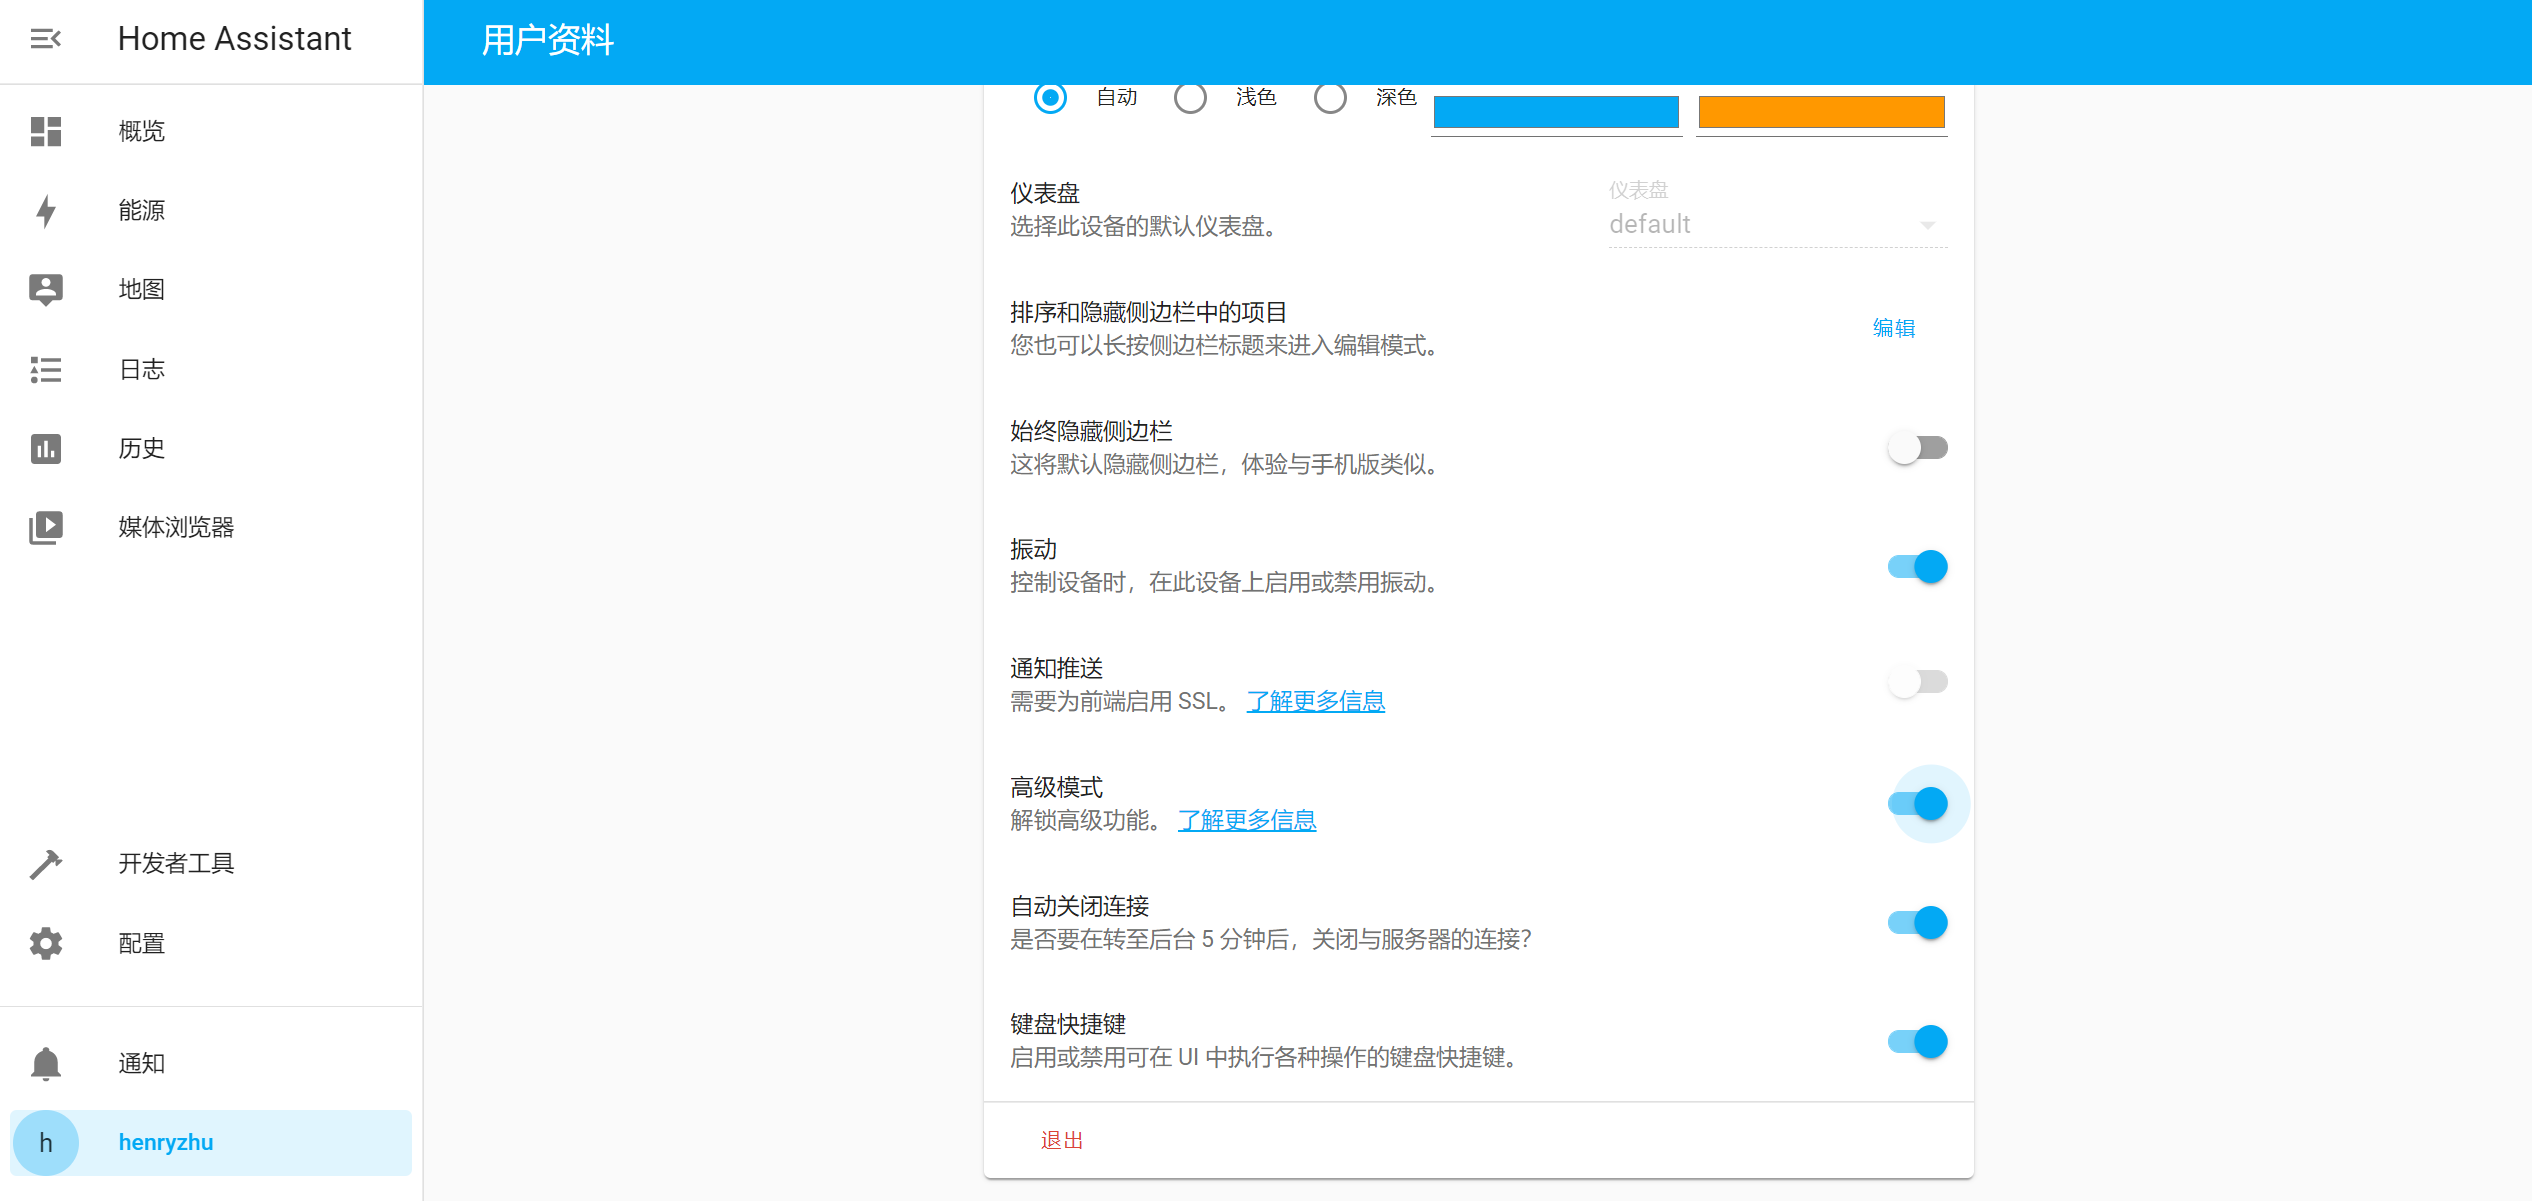 Home Assistant
概览
能源
地图
日志
历史
媒体浏览器
开发者工具
配置
通知
h
henryzhu
用户资料
自动 浅色 深色
仪表盘
选择此设备的默认仪表盘。
仪表盘
default
排序和隐藏侧边栏中的项目
您也可以长按侧边栏标题来进入编辑模式。
编辑
始终隐藏侧边栏
这将默认隐藏侧边栏，体验与手机版类似。
振动
控制设备时，在此设备上启用或禁用振动。
通知推送
需要为前端启用 SSL。 了解更多信息
高级模式
解锁高级功能。 了解更多信息
自动关闭连接
是否要在转至后台 5 分钟后，关闭与服务器的连接？
键盘快捷键
启用或禁用可在 UI 中执行各种操作的键盘快捷键。
退出